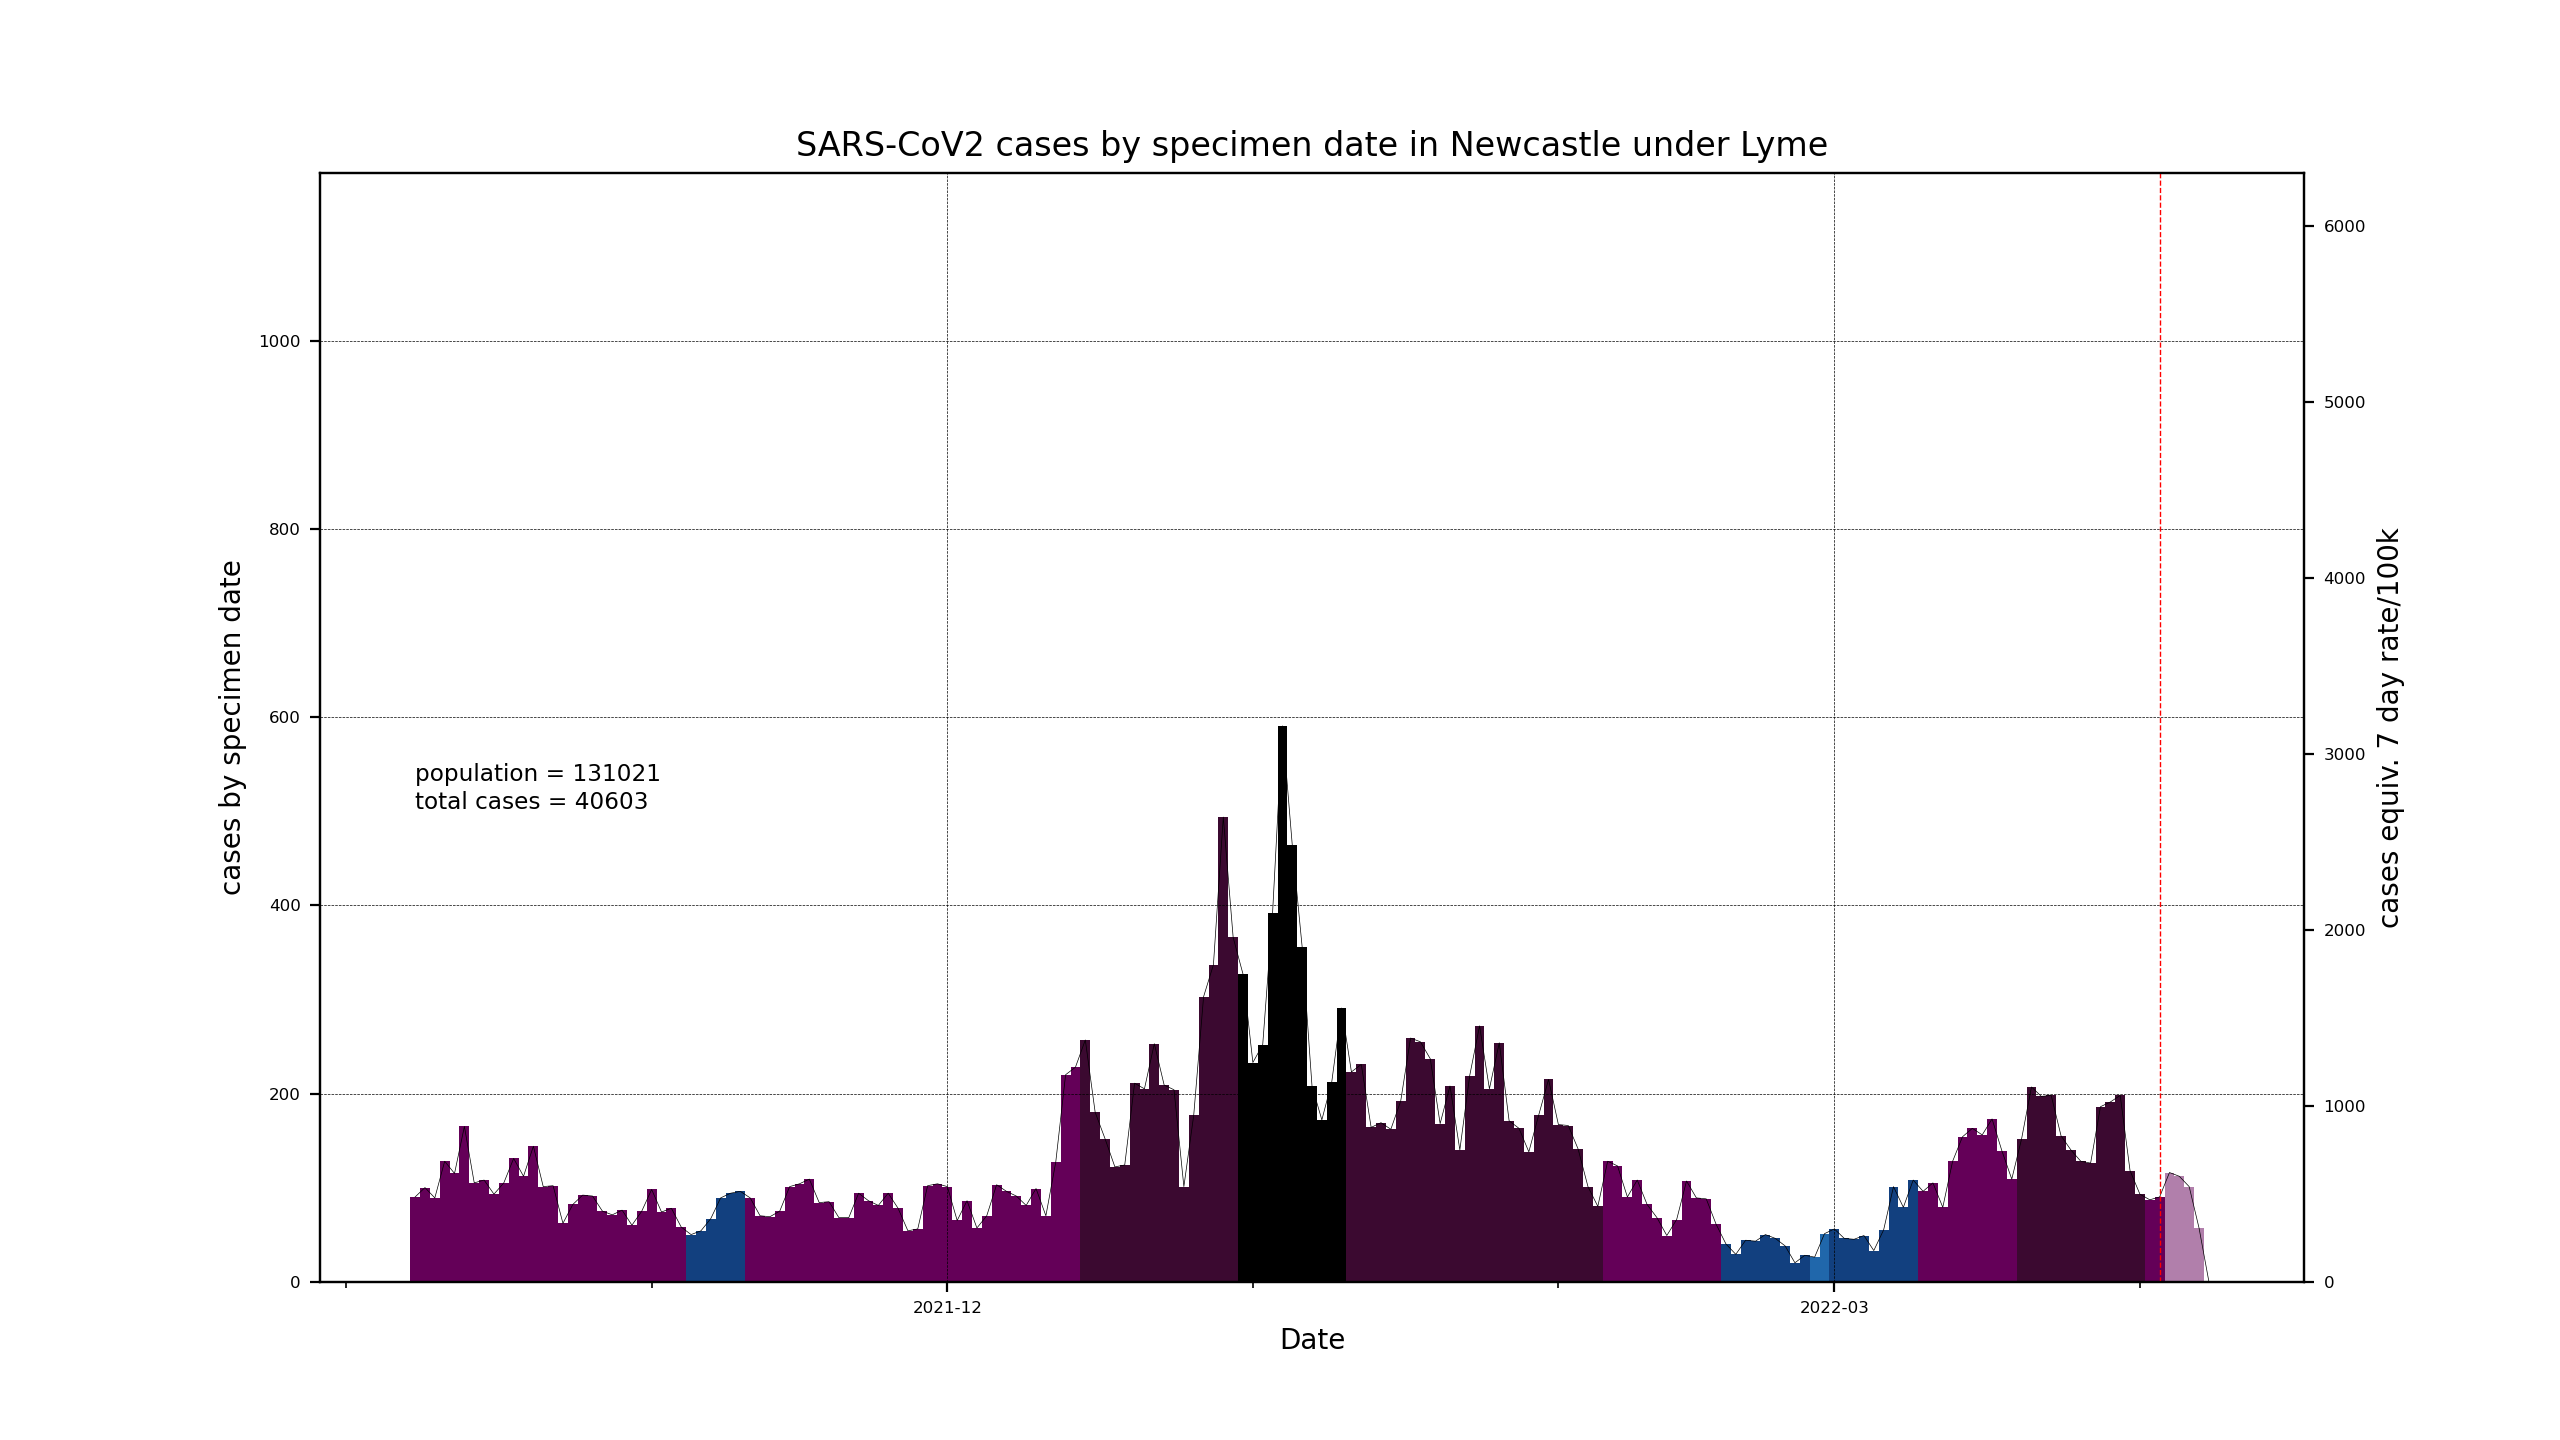 SARS-CoV2 cases by specimen date in Newcastle under Lyme
cases by specimen date
1000
800
600
400
200
0
population = 131021
total cases = 40603
6000
5000
4000
3000
2000
1000
0
cases equiv. 7 day rate/100k
2021-12
2022-03
Date